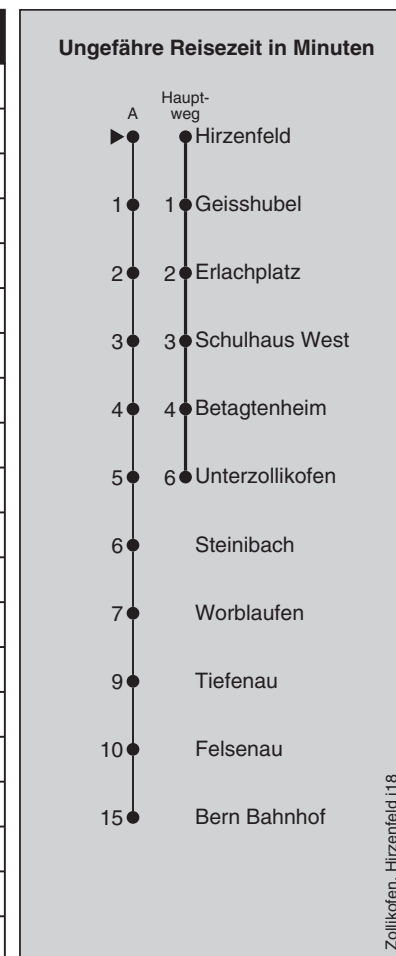 Ungefähre Reisezeit in Minuten
A
Haupt-
weg
Hirzenfeld
1 1 Geisshubel
2 2 Erlachplatz
3 3 Schulhaus West
4 4 Betagtenheim
5 6 Unterzollikofen
6 Steinibach
7 Worblaufen
9 Tiefenau
10 Felsenau
15 Bern Bahnhof
Zollikofen, Hirzenfeld j18